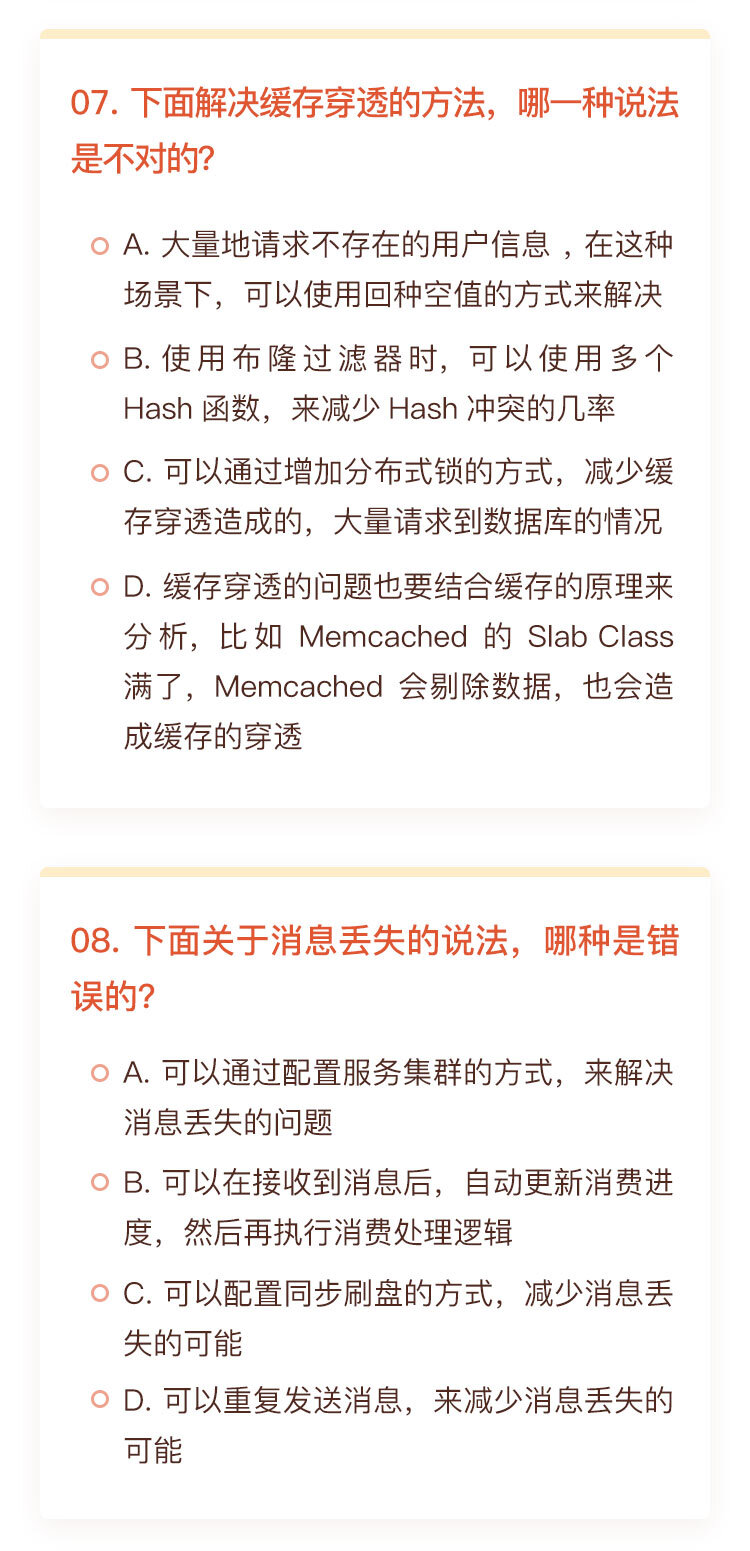 07. 下面解决缓存穿透的方法，哪一种说法
是不对的?
A. 大量地请求不存在的用户信息 , 在这种
场景下，可以使用回种空值的方式来解决
B. 使用布隆过滤器时, 可以使用多个
Hash 函数，来减少 Hash 冲突的几率
C. 可以通过增加分布式锁的方式，减少缓
存穿透造成的，大量请求到数据库的情况
D. 缓存穿透的问题也要结合缓存的原理来
分析, 比如 Memcached 的 Slab Class
满了，Memcached 会剔除数据，也会造
成缓存的穿透
08. 下面关于消息丢失的说法，哪种是错
误的?
A. 可以通过配置服务集群的方式，来解决
消息丢失的问题
B. 可以在接收到消息后，自动更新消费进
度，然后再执行消费处理逻辑
C. 可以配置同步刷盘的方式，减少消息丢
失的可能
D. 可以重复发送消息，来减少消息丢失的
可能